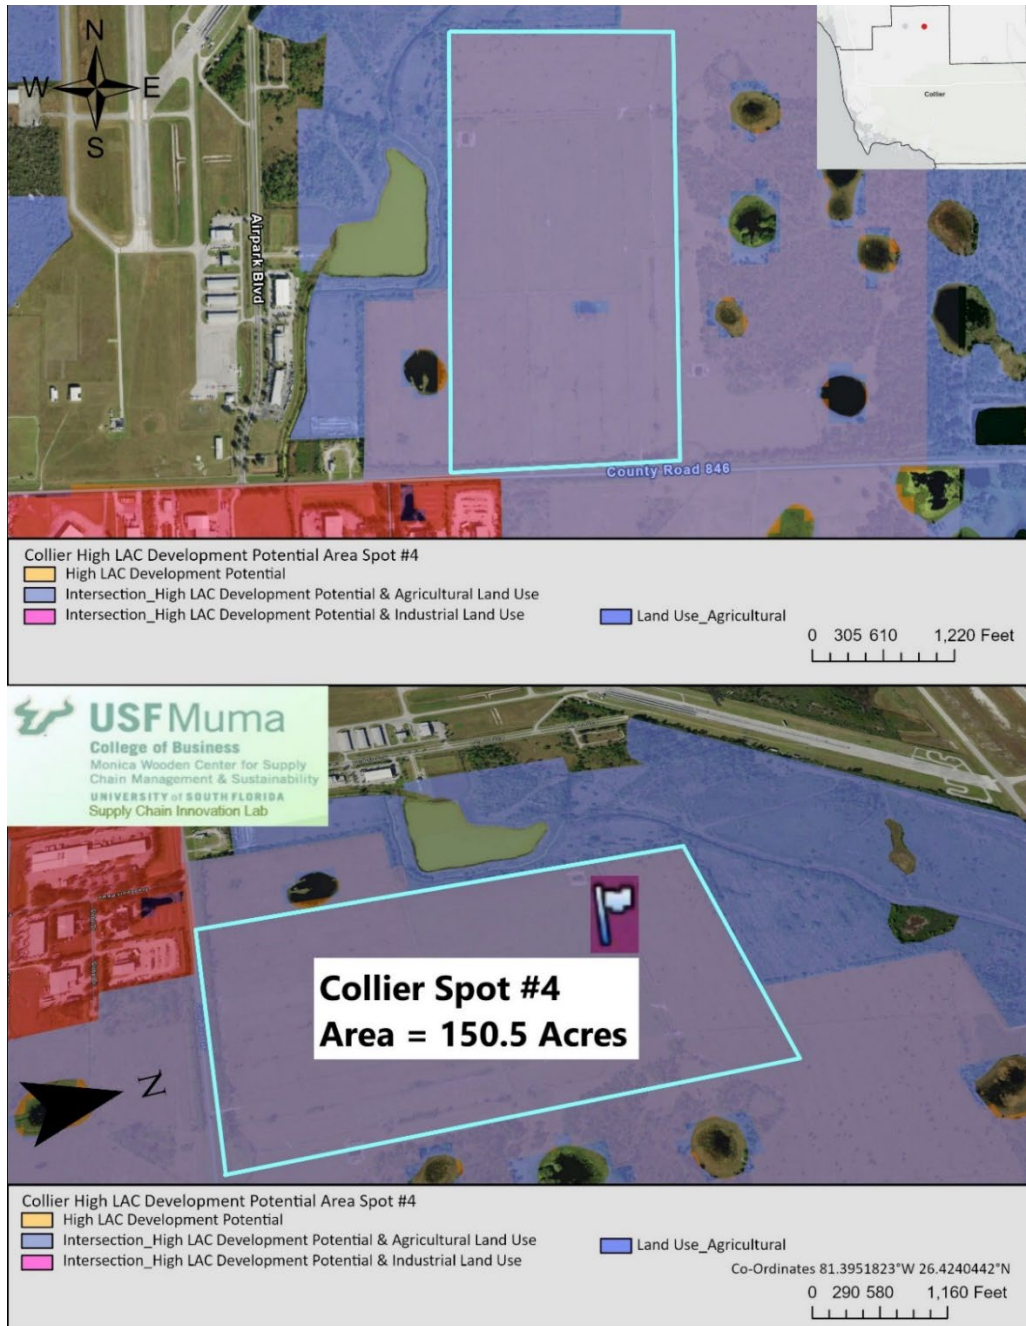 N
W E
S
Collier
Airpark Blvd
County Road 846
Collier High LAC Development Potential Area Spot #4
High LAC Development Potential
Intersection_High LAC Development Potential & Agricultural Land Use
Intersection_High LAC Development Potential & Industrial Land Use
Land Use_Agricultural
0 305 610 1,220 Feet
USF Muma
College of Business
Monica Wooden Center for Supply
Chain Management & Sustainability
UNIVERSITY of SOUTH FLORIDA
Supply Chain Innovation Lab
Collier Spot #4
Area = 150.5 Acres
N
Collier High LAC Development Potential Area Spot #4
High LAC Development Potential
Intersection_High LAC Development Potential & Agricultural Land Use
Intersection_High LAC Development Potential & Industrial Land Use
Land Use_Agricultural
Co-Ordinates 81.3951823°W 26.4240442°N
0 290 580 1,160 Feet